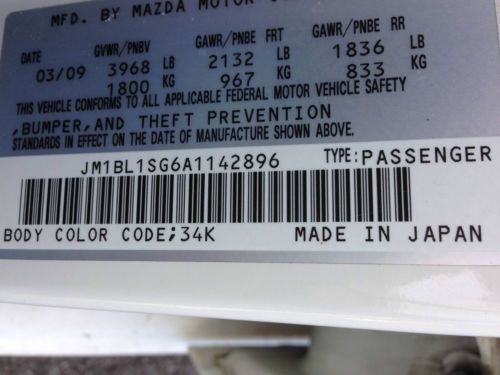 MFD. BY MAZDA MOTOR
DATE GVWR/PNBV GAWR/PNBE FRT GAWR/PNBE RR
03/09 3968 LB 2132 LB 1836 LB
1800 KG 967 KG 833 KG
THIS VEHICLE CONFORMS TO ALL APPLICABLE FEDERAL MOTOR VEHICLE SAFETY
,BUMPER,AND THEFT PREVENTION
STANDARDS IN EFFECT ON THE DATE OF MANUFACTURE SHOWN ABOVE.
JM1BL1SG6A1142896 TYPE:PASSENGER
BODY COLOR CODE;34K MADE IN JAPAN